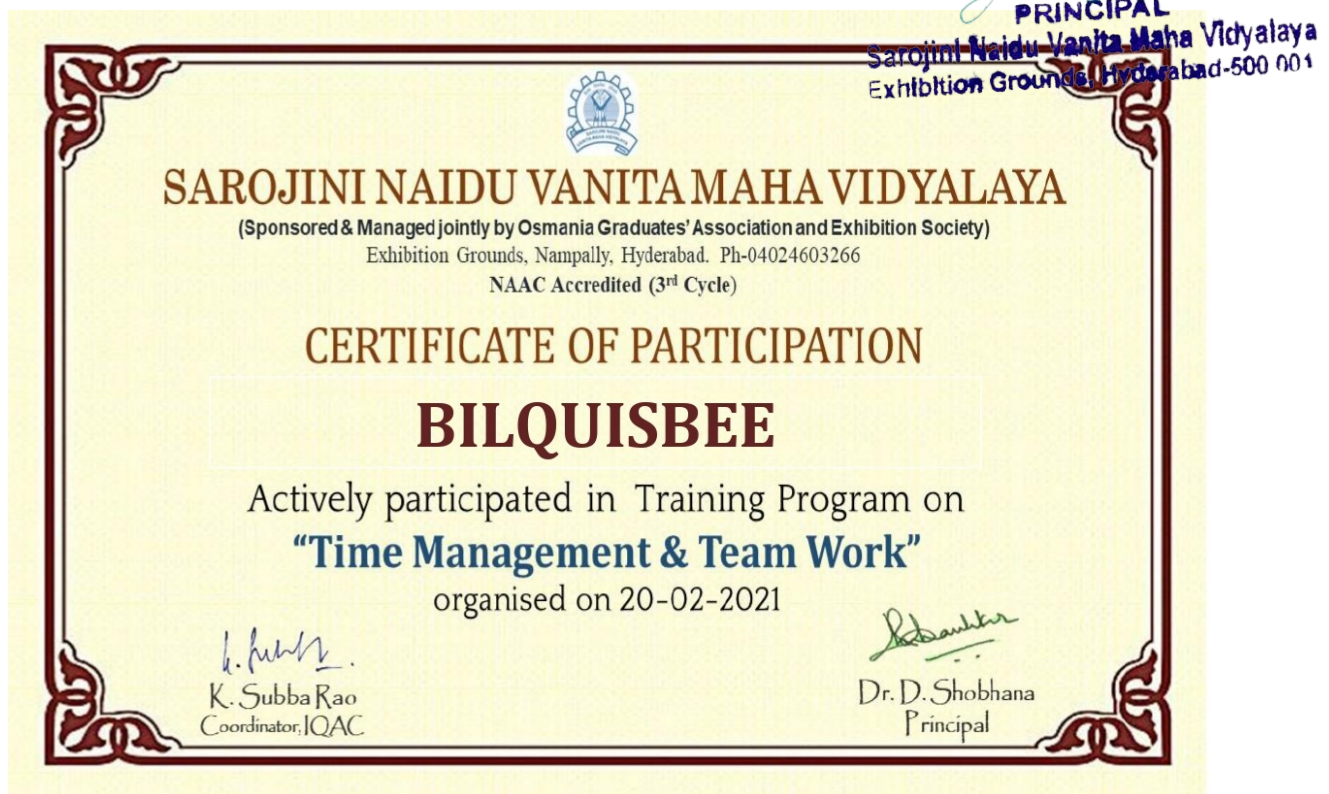 PRINCIPAL
Sarojini Naidu Vanita Maha Vidyalaya
Exhibition Grounds, Hyderabad-500 001
SAROJINI NAIDU VANITA MAHA VIDYALAYA
(Sponsored & Managed jointly by Osmania Graduates' Association and Exhibition Society)
Exhibition Grounds, Nampally, Hyderabad. Ph-04024603266
NAAC Accredited (3rd Cycle)
CERTIFICATE OF PARTICIPATION
BILQUISBEE
Actively participated in Training Program on
“Time Management & Team Work”
organised on 20-02-2021
K. Subba Rao
Coordinator, IQAC
Dr. D. Shobhana
Principal